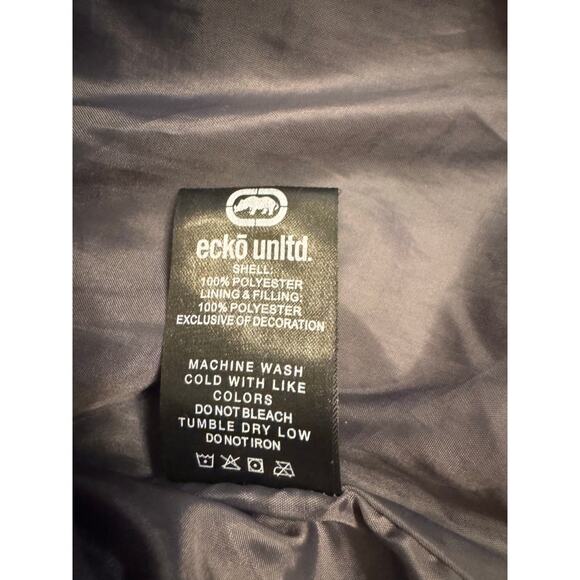 eckō unltd.
SHELL:
100% POLYESTER
LINING & FILLING:
100% POLYESTER
EXCLUSIVE OF DECORATION
MACHINE WASH
COLD WITH LIKE
COLORS
DO NOT BLEACH
TUMBLE DRY LOW
DO NOT IRON